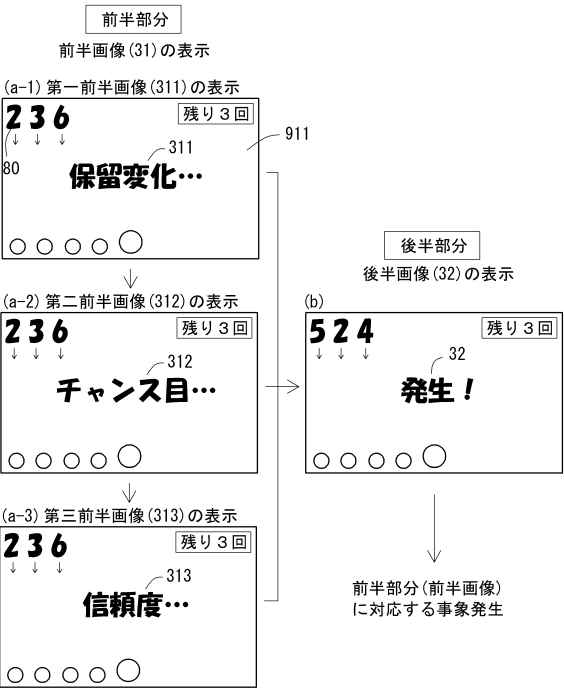 前半部分
前半画像(31)の表示
(a-1) 第一前半画像(311)の表示
2 3 6
残り3回
911
80
311
保留変化…
(a-2) 第二前半画像(312)の表示
2 3 6
残り3回
312
チャンス目…
(a-3) 第三前半画像(313)の表示
2 3 6
残り3回
313
信頼度…
後半部分
後半画像(32)の表示
(b)
5 2 4
残り3回
32
発生！
前半部分(前半画像)
に対応する事象発生